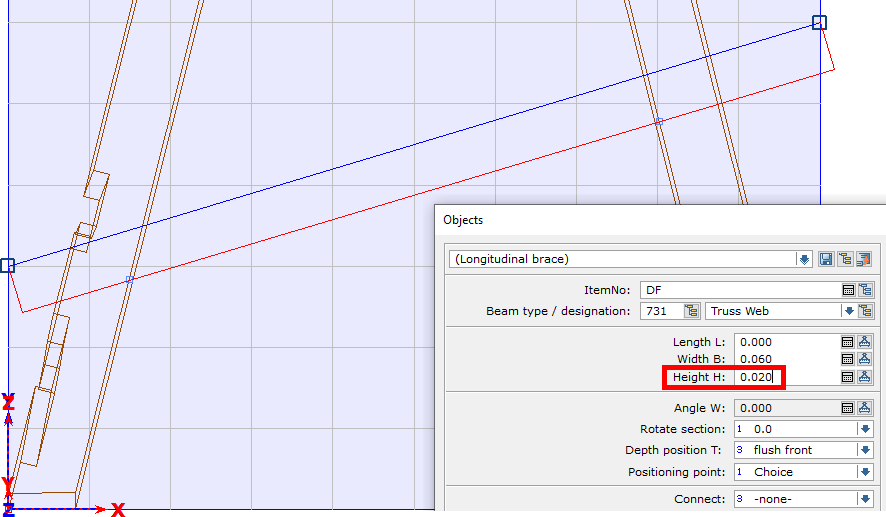 Objects
(Longitudinal brace)
ItemNo: DF
Beam type / designation: 731 Truss Web
Length L: 0.000
Width B: 0.060
Height H: 0.020
Angle W: 0.000
Rotate section: 1 0.0
Depth position T: 3 flush front
Positioning point: 1 Choice
Connect: 3 -none-
Z
Y
Z
X